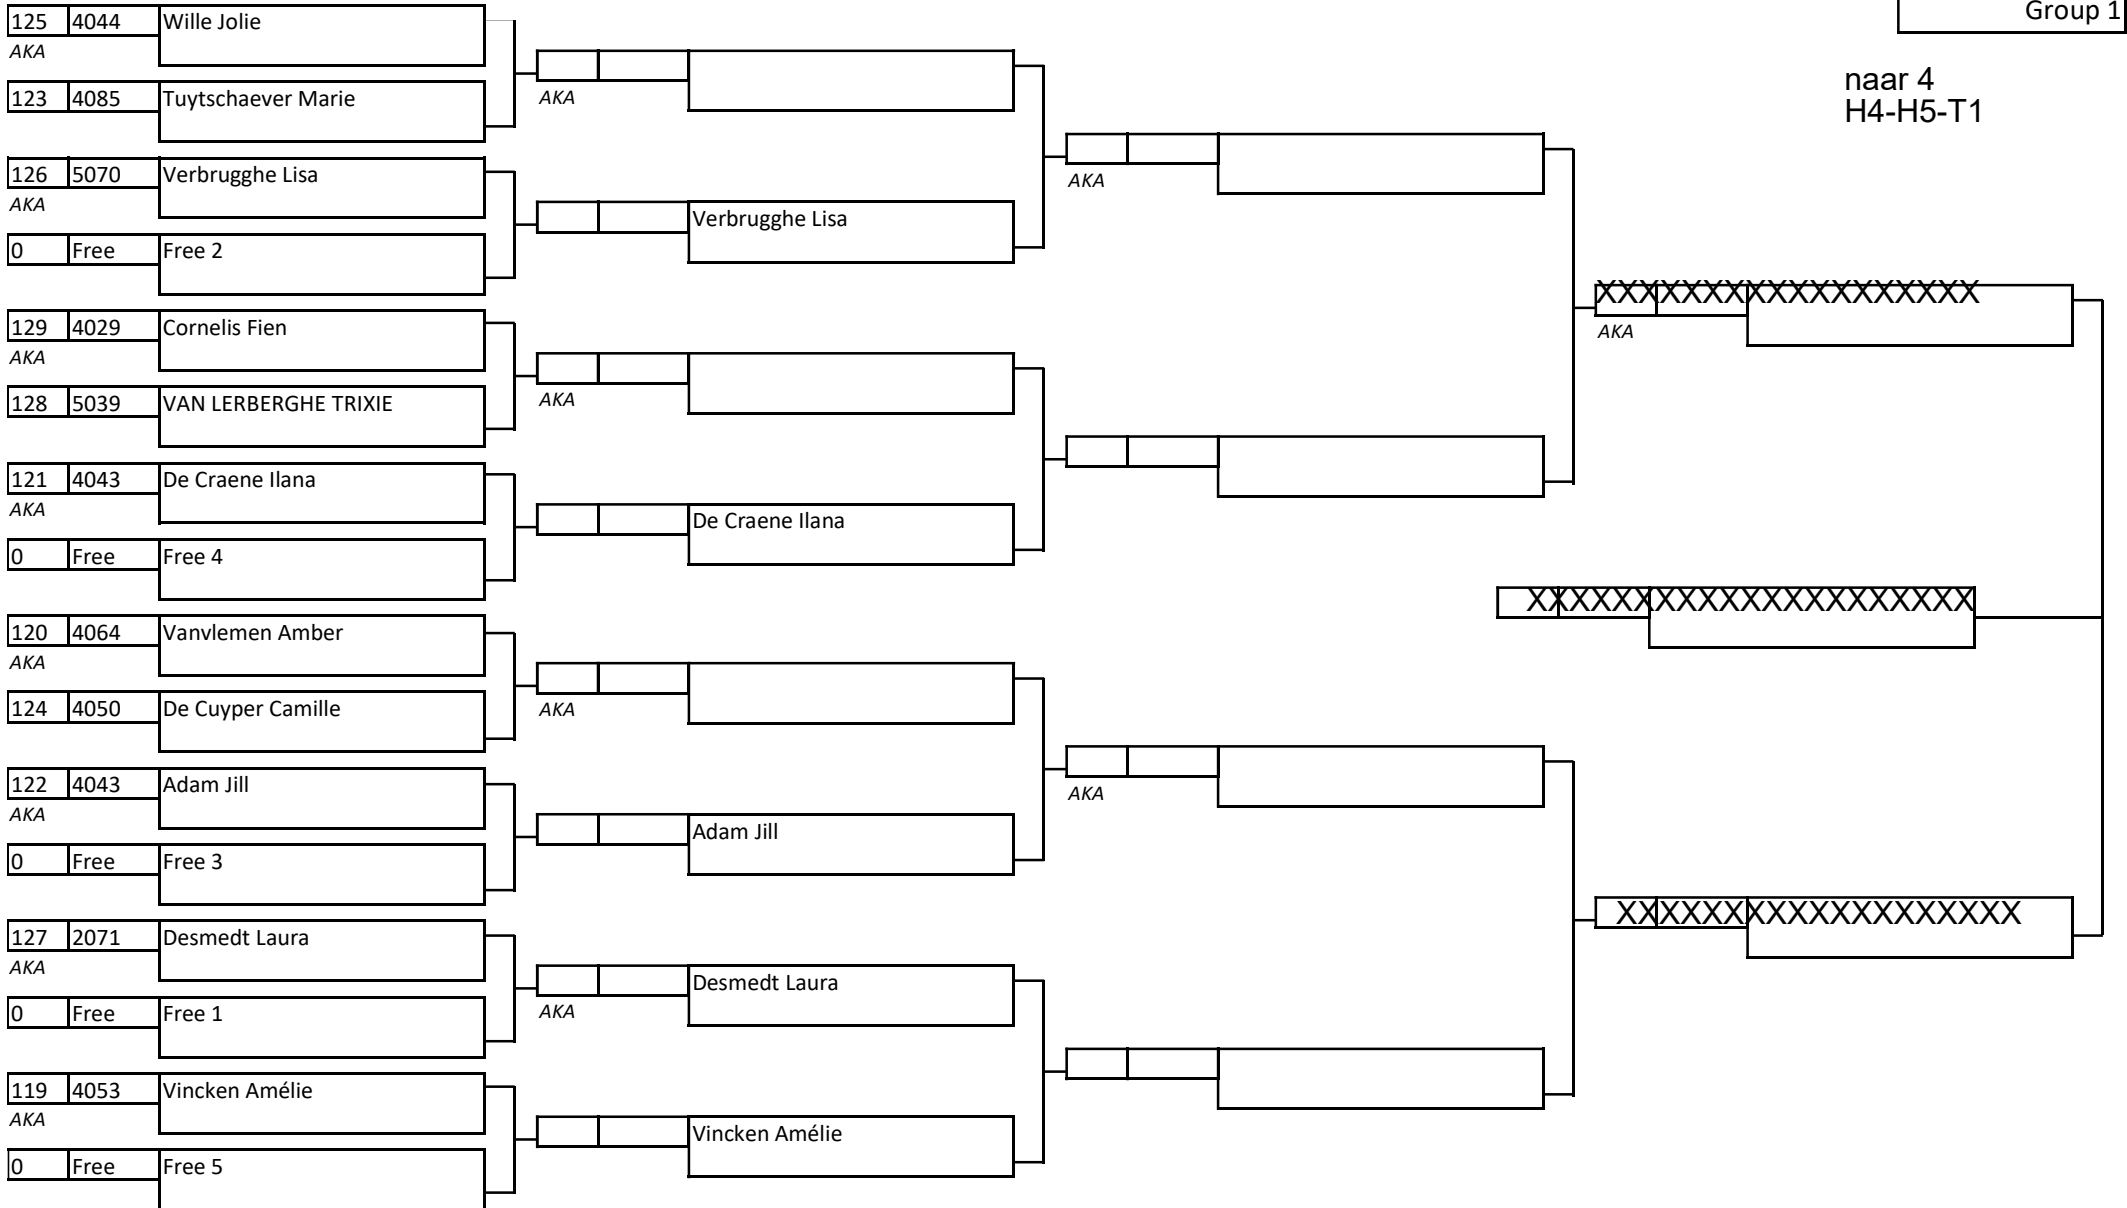 Group 1
naar 4
H4-H5-T1
125 4044 Wille Jolie
AKA
123 4085 Tuytschaever Marie
126 5070 Verbrugghe Lisa
AKA
0 Free Free 2
129 4029 Cornelis Fien
AKA
128 5039 VAN LERBERGHE TRIXIE
121 4043 De Craene Ilana
AKA
0 Free Free 4
120 4064 Vanvlemen Amber
AKA
124 4050 De Cuyper Camille
122 4043 Adam Jill
AKA
0 Free Free 3
127 2071 Desmedt Laura
AKA
0 Free Free 1
119 4053 Vincken Amélie
AKA
0 Free Free 5
AKA
Verbrugghe Lisa
AKA
De Craene Ilana
AKA
Adam Jill
Desmedt Laura
AKA
Vincken Amélie
AKA
AKA
XXXXXXXXXXXXXXXXXX
AKA
XXXXXXXXXXXXXXXXXXXXX
XXXXXXXXXXXXXXXXXXX